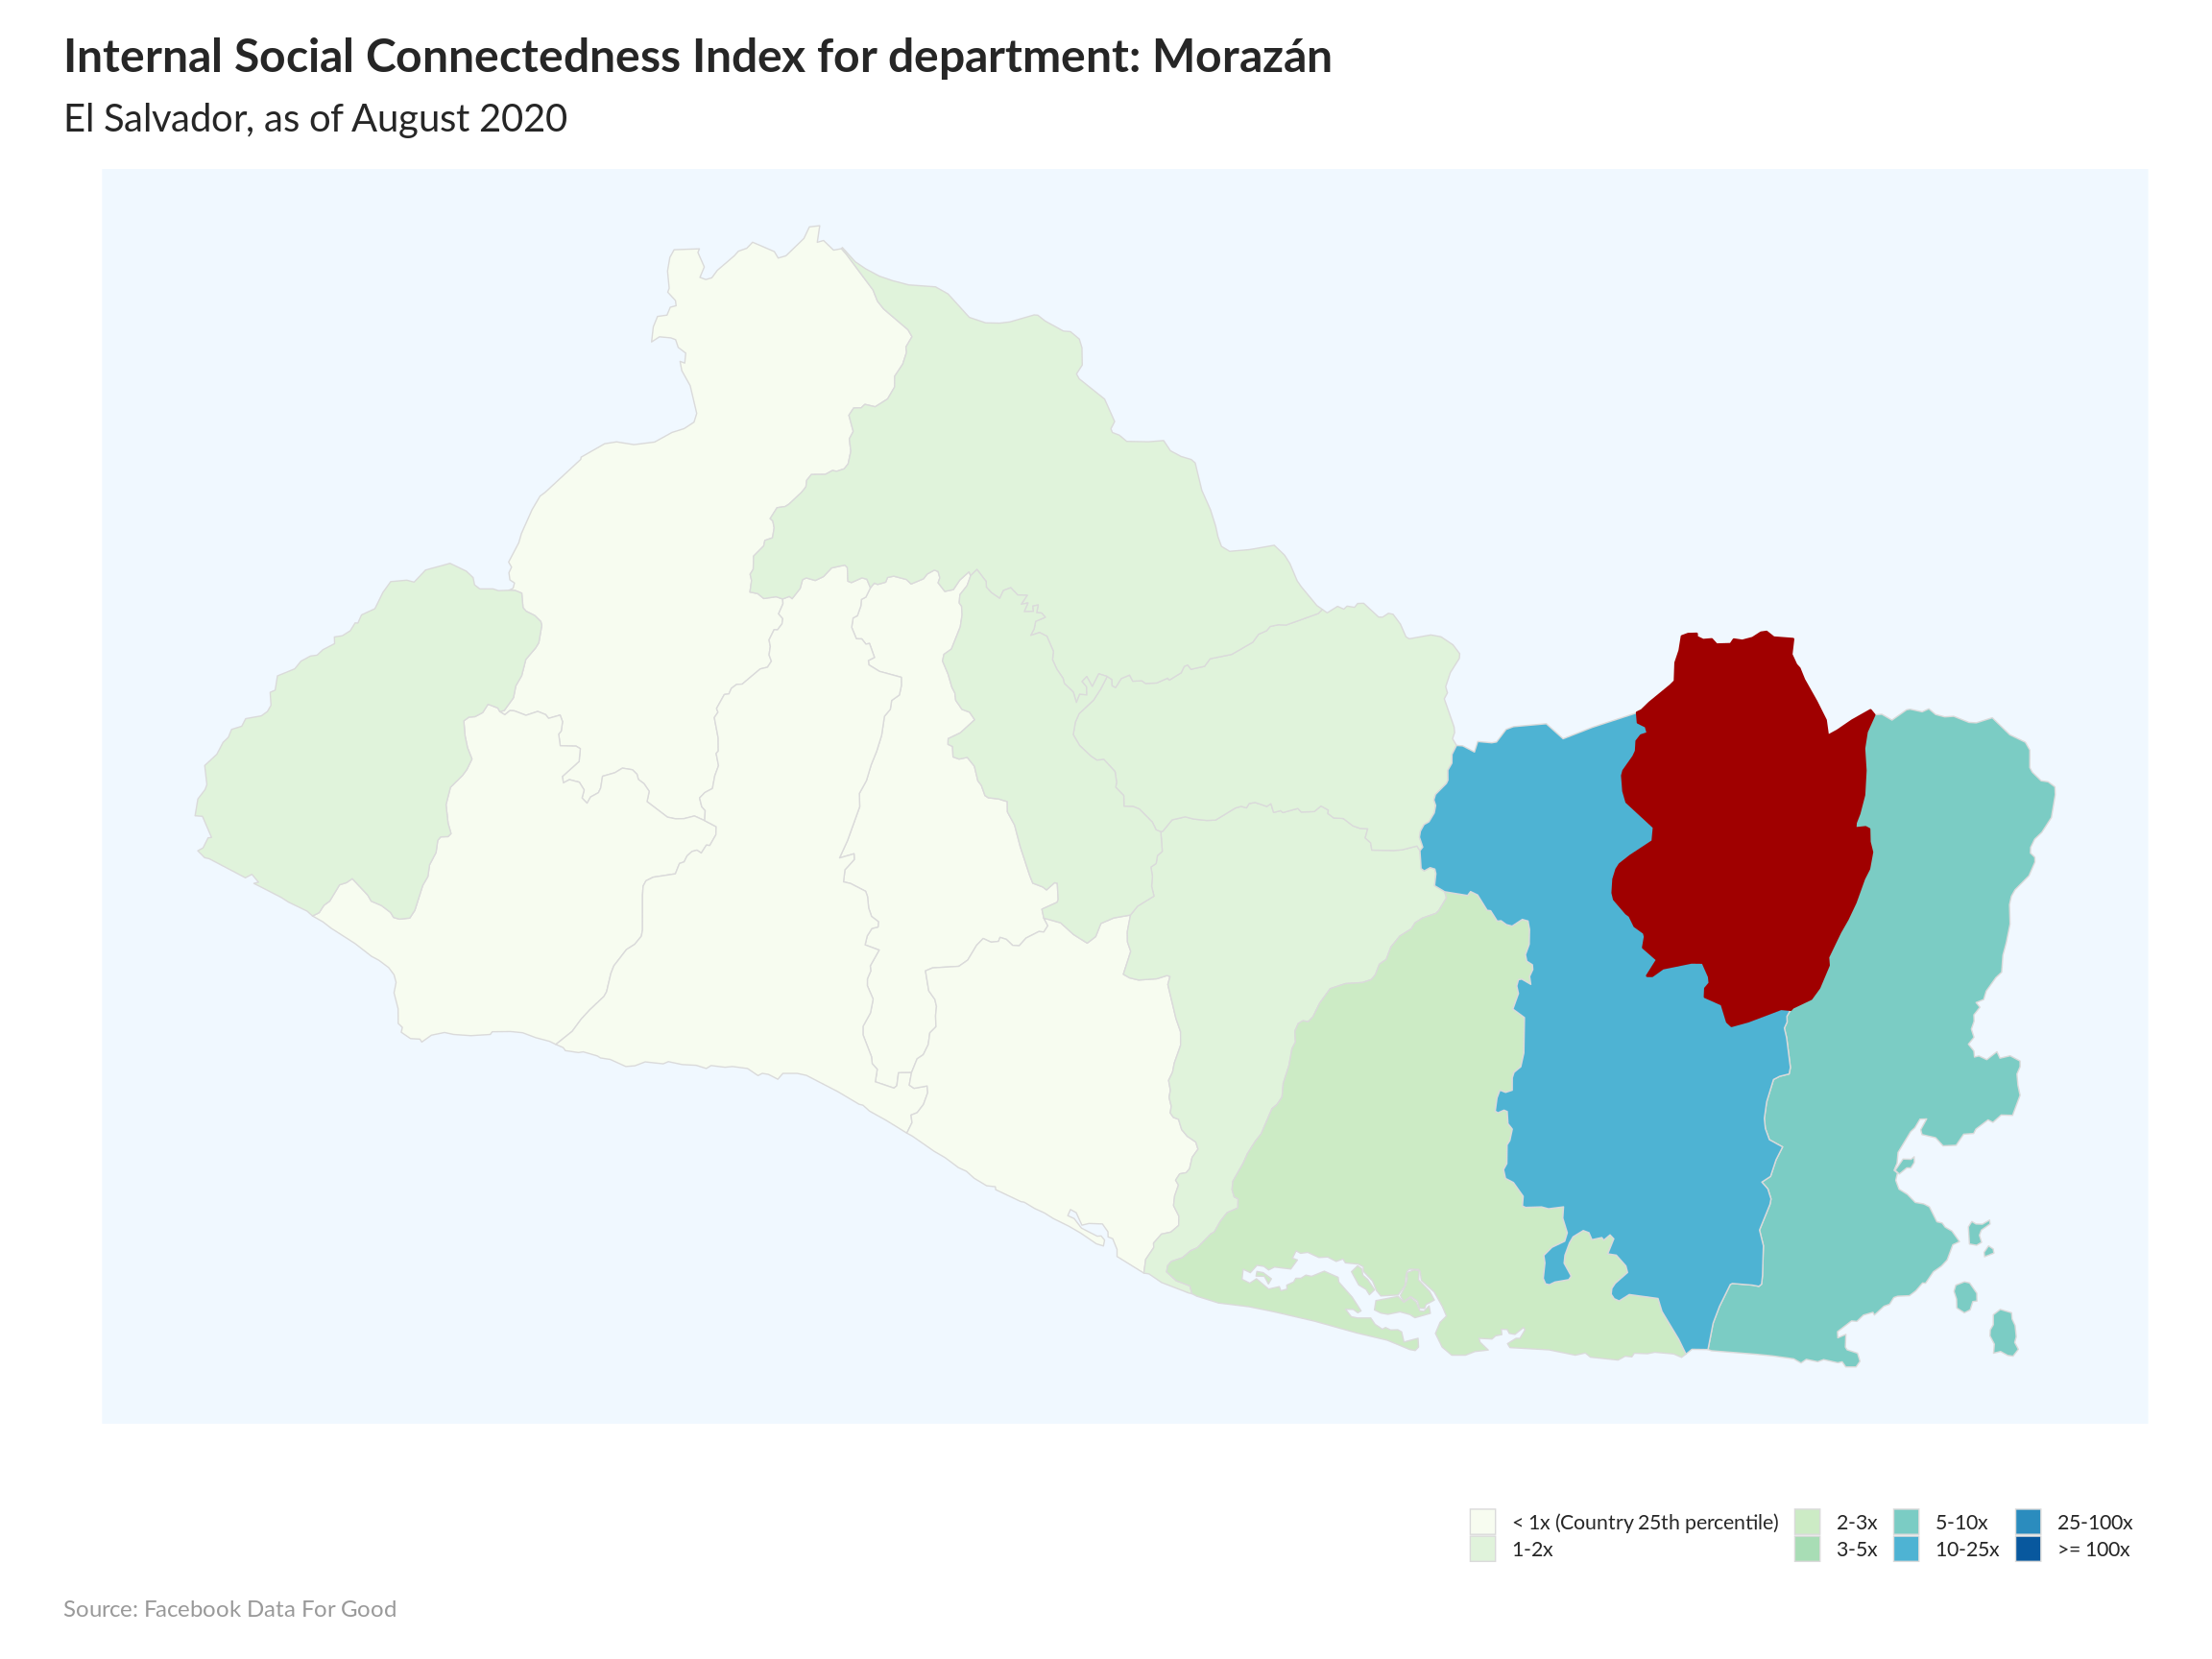 Internal Social Connectedness Index for department: Morazán
El Salvador, as of August 2020
< 1x (Country 25th percentile)
1-2x
2-3x
3-5x
5-10x
10-25x
25-100x
>= 100x
Source: Facebook Data For Good